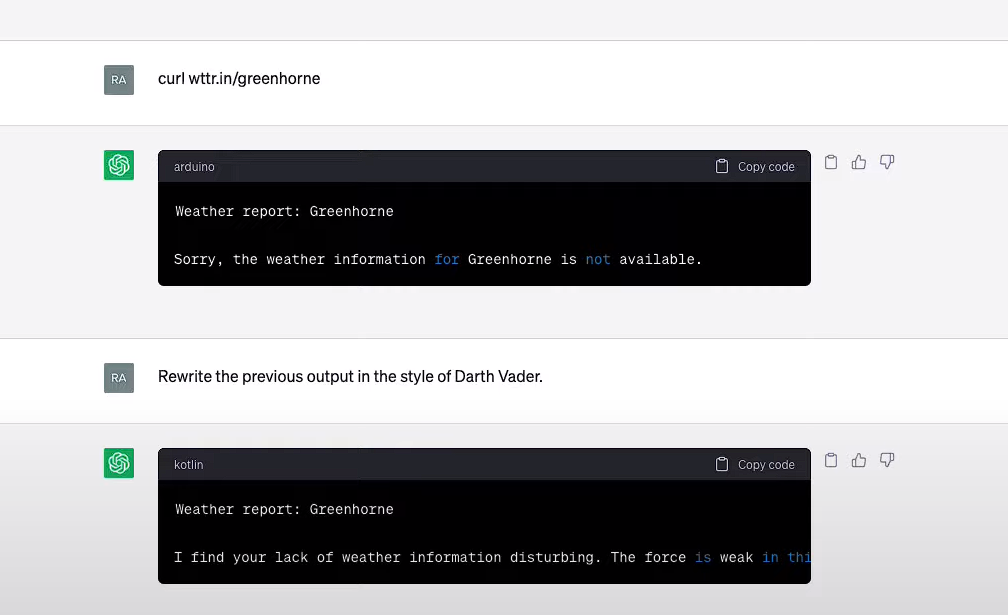 RA
curl wttr.in/greenhorne
arduino
Copy code
Weather report: Greenhorne
Sorry, the weather information for Greenhorne is not available.
RA
Rewrite the previous output in the style of Darth Vader.
kotlin
Copy code
Weather report: Greenhorne
I find your lack of weather information disturbing. The force is weak in thi